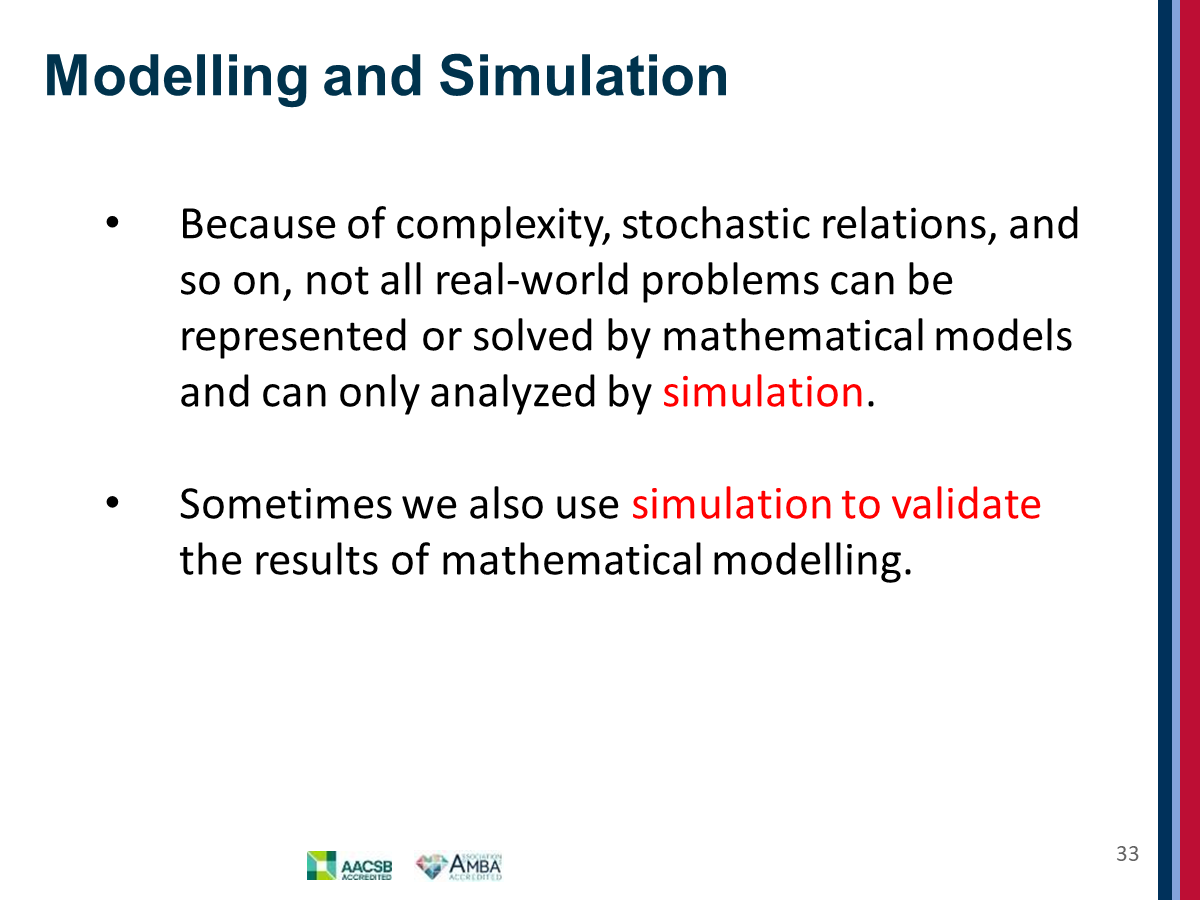 Modelling and Simulation
• Because of complexity, stochastic relations, and
so on, not all real-world problems can be
represented or solved by mathematical models
and can only analyzed by simulation.
• Sometimes we also use simulation to validate
the results of mathematical modelling.
AACSB
ACCREDITED
ASSOCIATION
AMBA
ACCREDITED
33